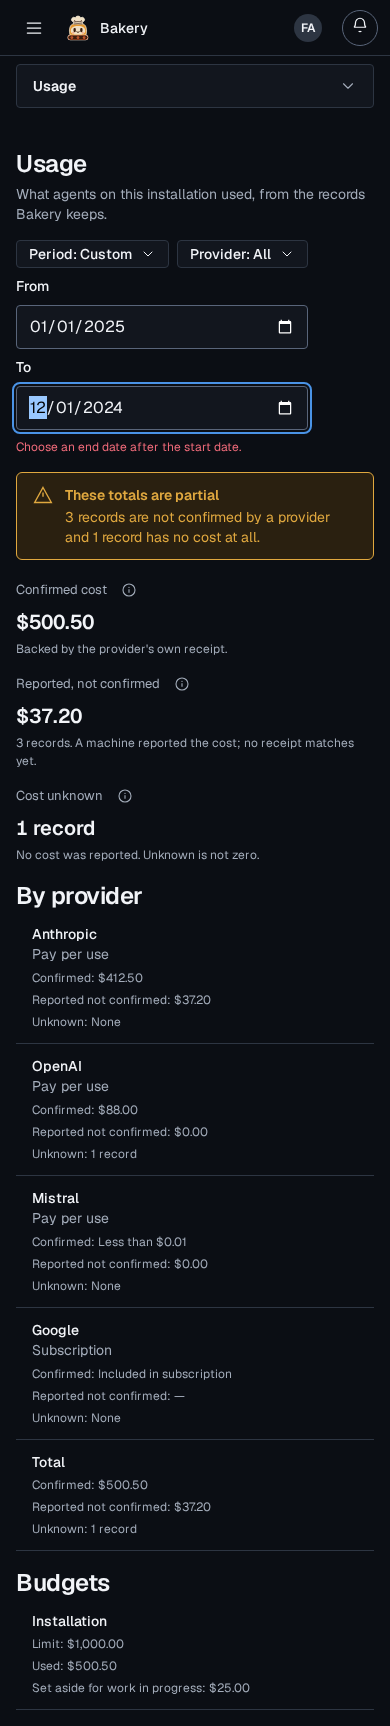 Bakery
FA
Usage
Usage
What agents on this installation used, from the records
Bakery keeps.
Period: Custom
Provider: All
From
01/01/2025
To
12/01/2024
Choose an end date after the start date.
These totals are partial
3 records are not confirmed by a provider
and 1 record has no cost at all.
Confirmed cost
$500.50
Backed by the provider's own receipt.
Reported, not confirmed
$37.20
3 records. A machine reported the cost; no receipt matches
yet.
Cost unknown
1 record
No cost was reported. Unknown is not zero.
By provider
Anthropic
Pay per use
Confirmed: $412.50
Reported not confirmed: $37.20
Unknown: None
OpenAI
Pay per use
Confirmed: $88.00
Reported not confirmed: $0.00
Unknown: 1 record
Mistral
Pay per use
Confirmed: Less than $0.01
Reported not confirmed: $0.00
Unknown: None
Google
Subscription
Confirmed: Included in subscription
Reported not confirmed: —
Unknown: None
Total
Confirmed: $500.50
Reported not confirmed: $37.20
Unknown: 1 record
Budgets
Installation
Limit: $1,000.00
Used: $500.50
Set aside for work in progress: $25.00